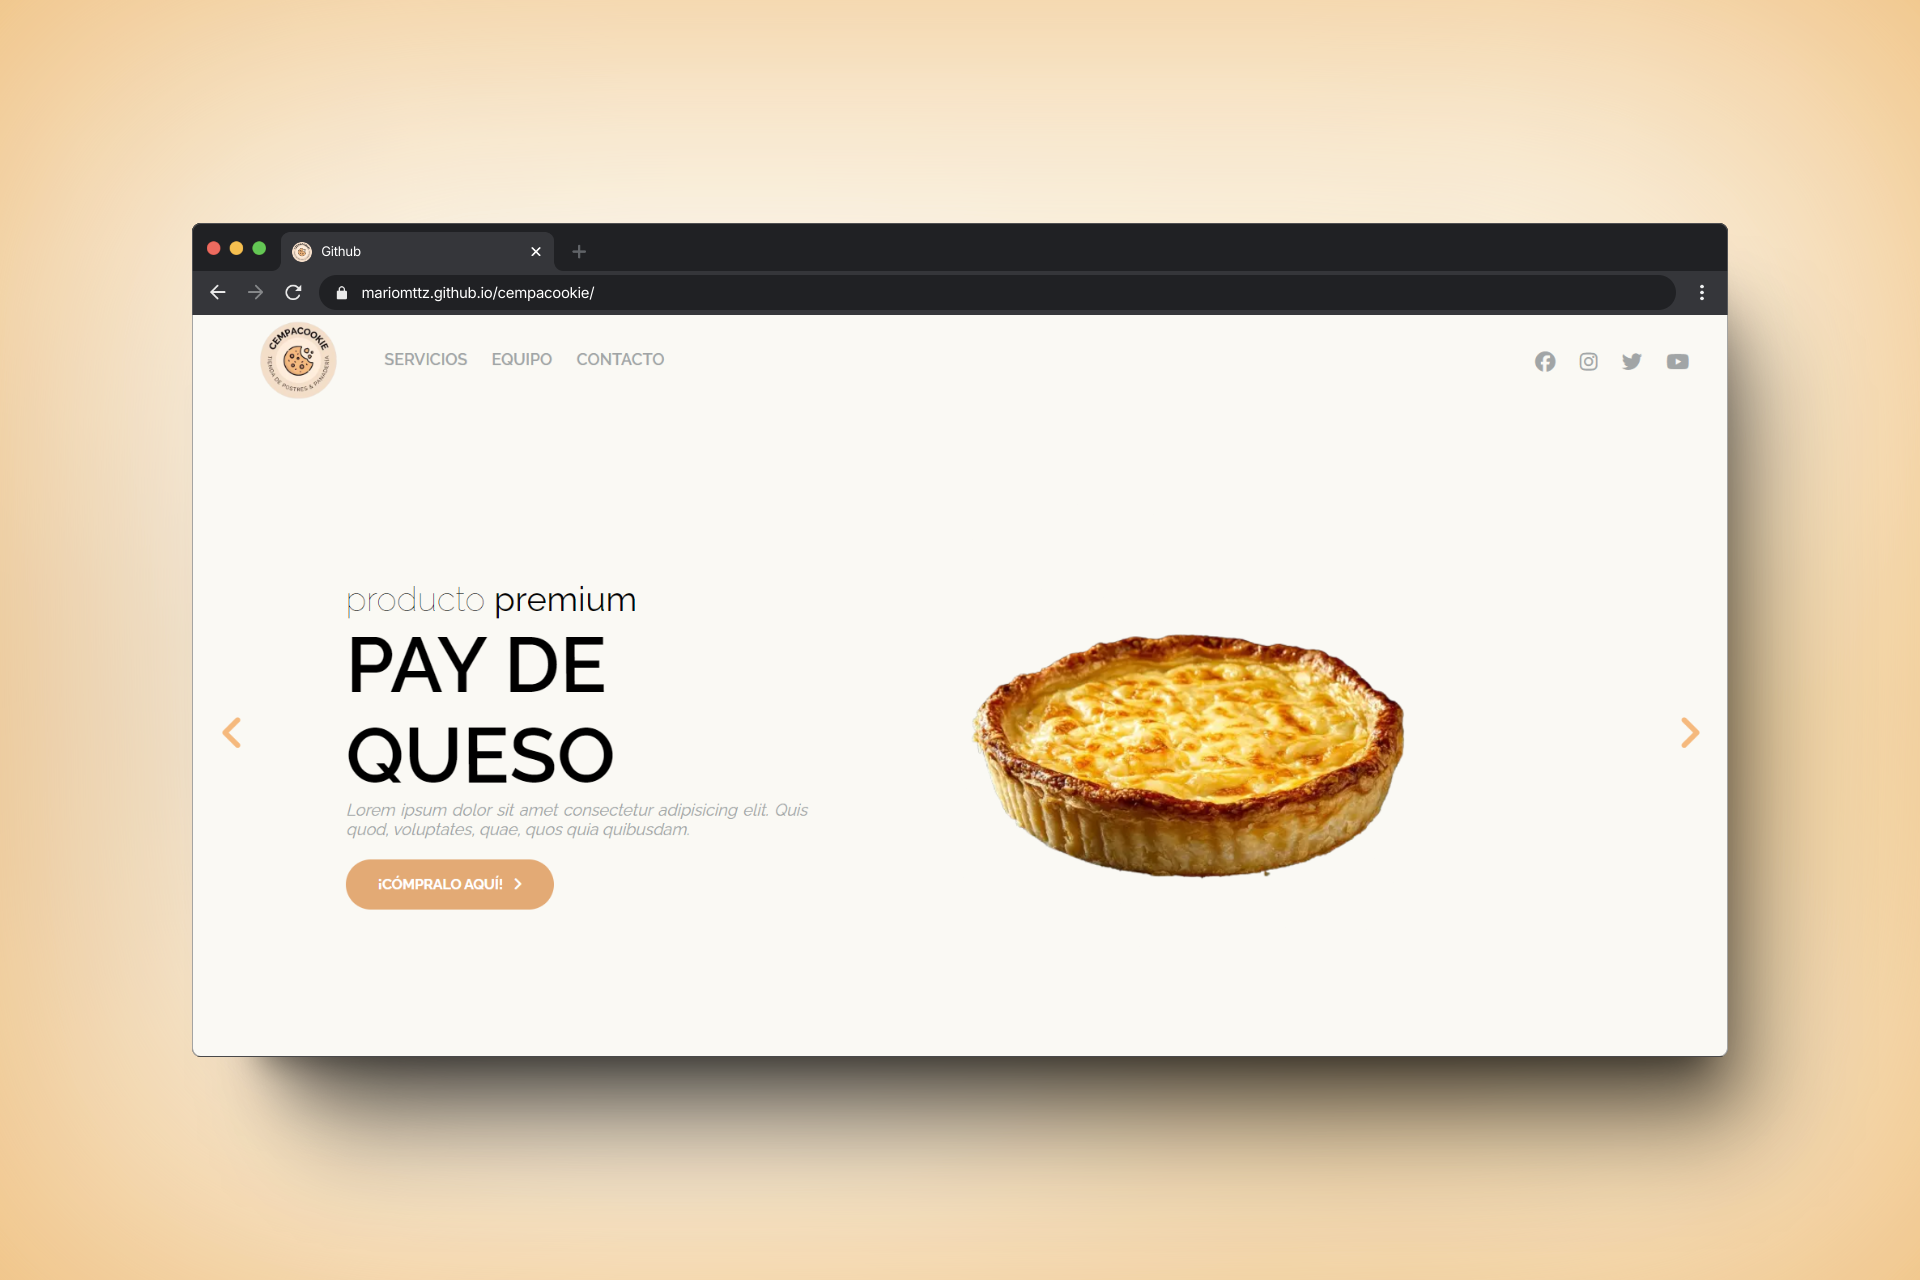 Github
mariomttz.github.io/cempacookie/
CEMPACOOKIE
TIENDA DE POSTRES & PANADERÍA
SERVICIOS EQUIPO CONTACTO
producto premium
PAY DE
QUESO
Lorem ipsum dolor sit amet consectetur adipisicing elit. Quis
quod, voluptates, quae, quos quia quibusdam.
¡CÓMPRALO AQUÍ!